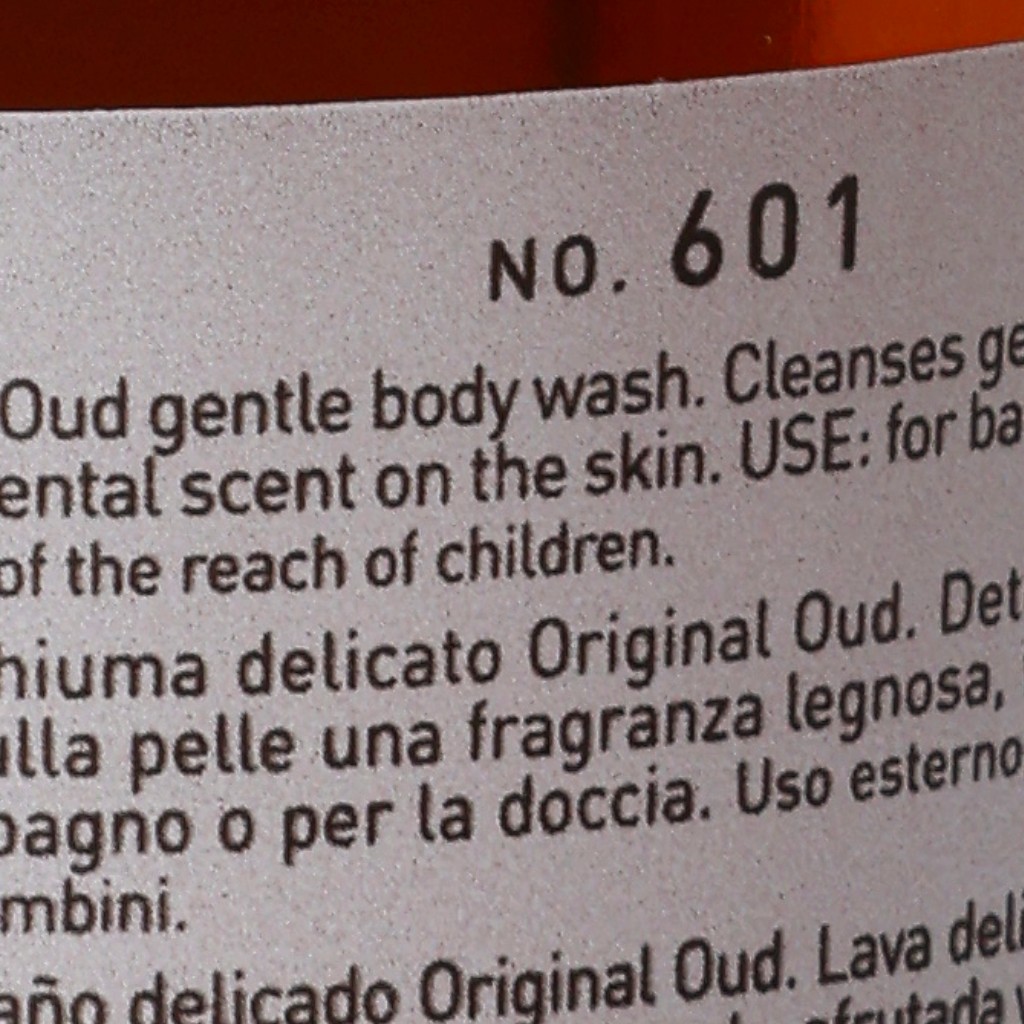 NO. 601
Oud gentle body wash. Cleanses ge
ental scent on the skin. USE: for ba
of the reach of children.
hiuma delicato Original Oud. Det
ulla pelle una fragranza legnosa,
bagno o per la doccia. Uso esterno
mbini.
año delicado Original Oud. Lava deli
afrutada y